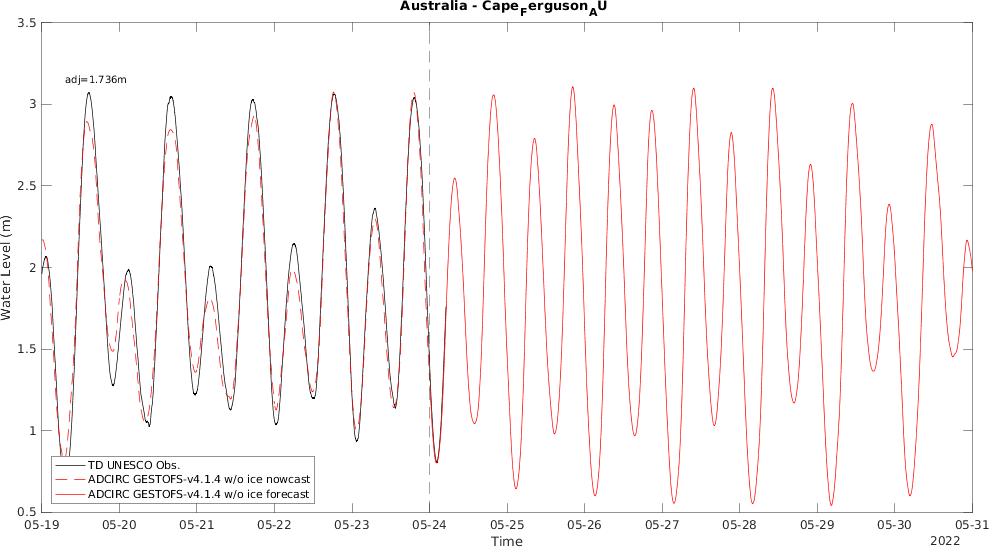 Australia - Cape_Ferguson_AU
3.5
3
2.5
2
1.5
1
0.5
Water Level (m)
adj=1.736m
TD UNESCO Obs.
ADCIRC GESTOFS-v4.1.4 w/o ice nowcast
ADCIRC GESTOFS-v4.1.4 w/o ice forecast
05-19 05-20 05-21 05-22 05-23 05-24 05-25 05-26 05-27 05-28 05-29 05-30 05-31
Time
2022